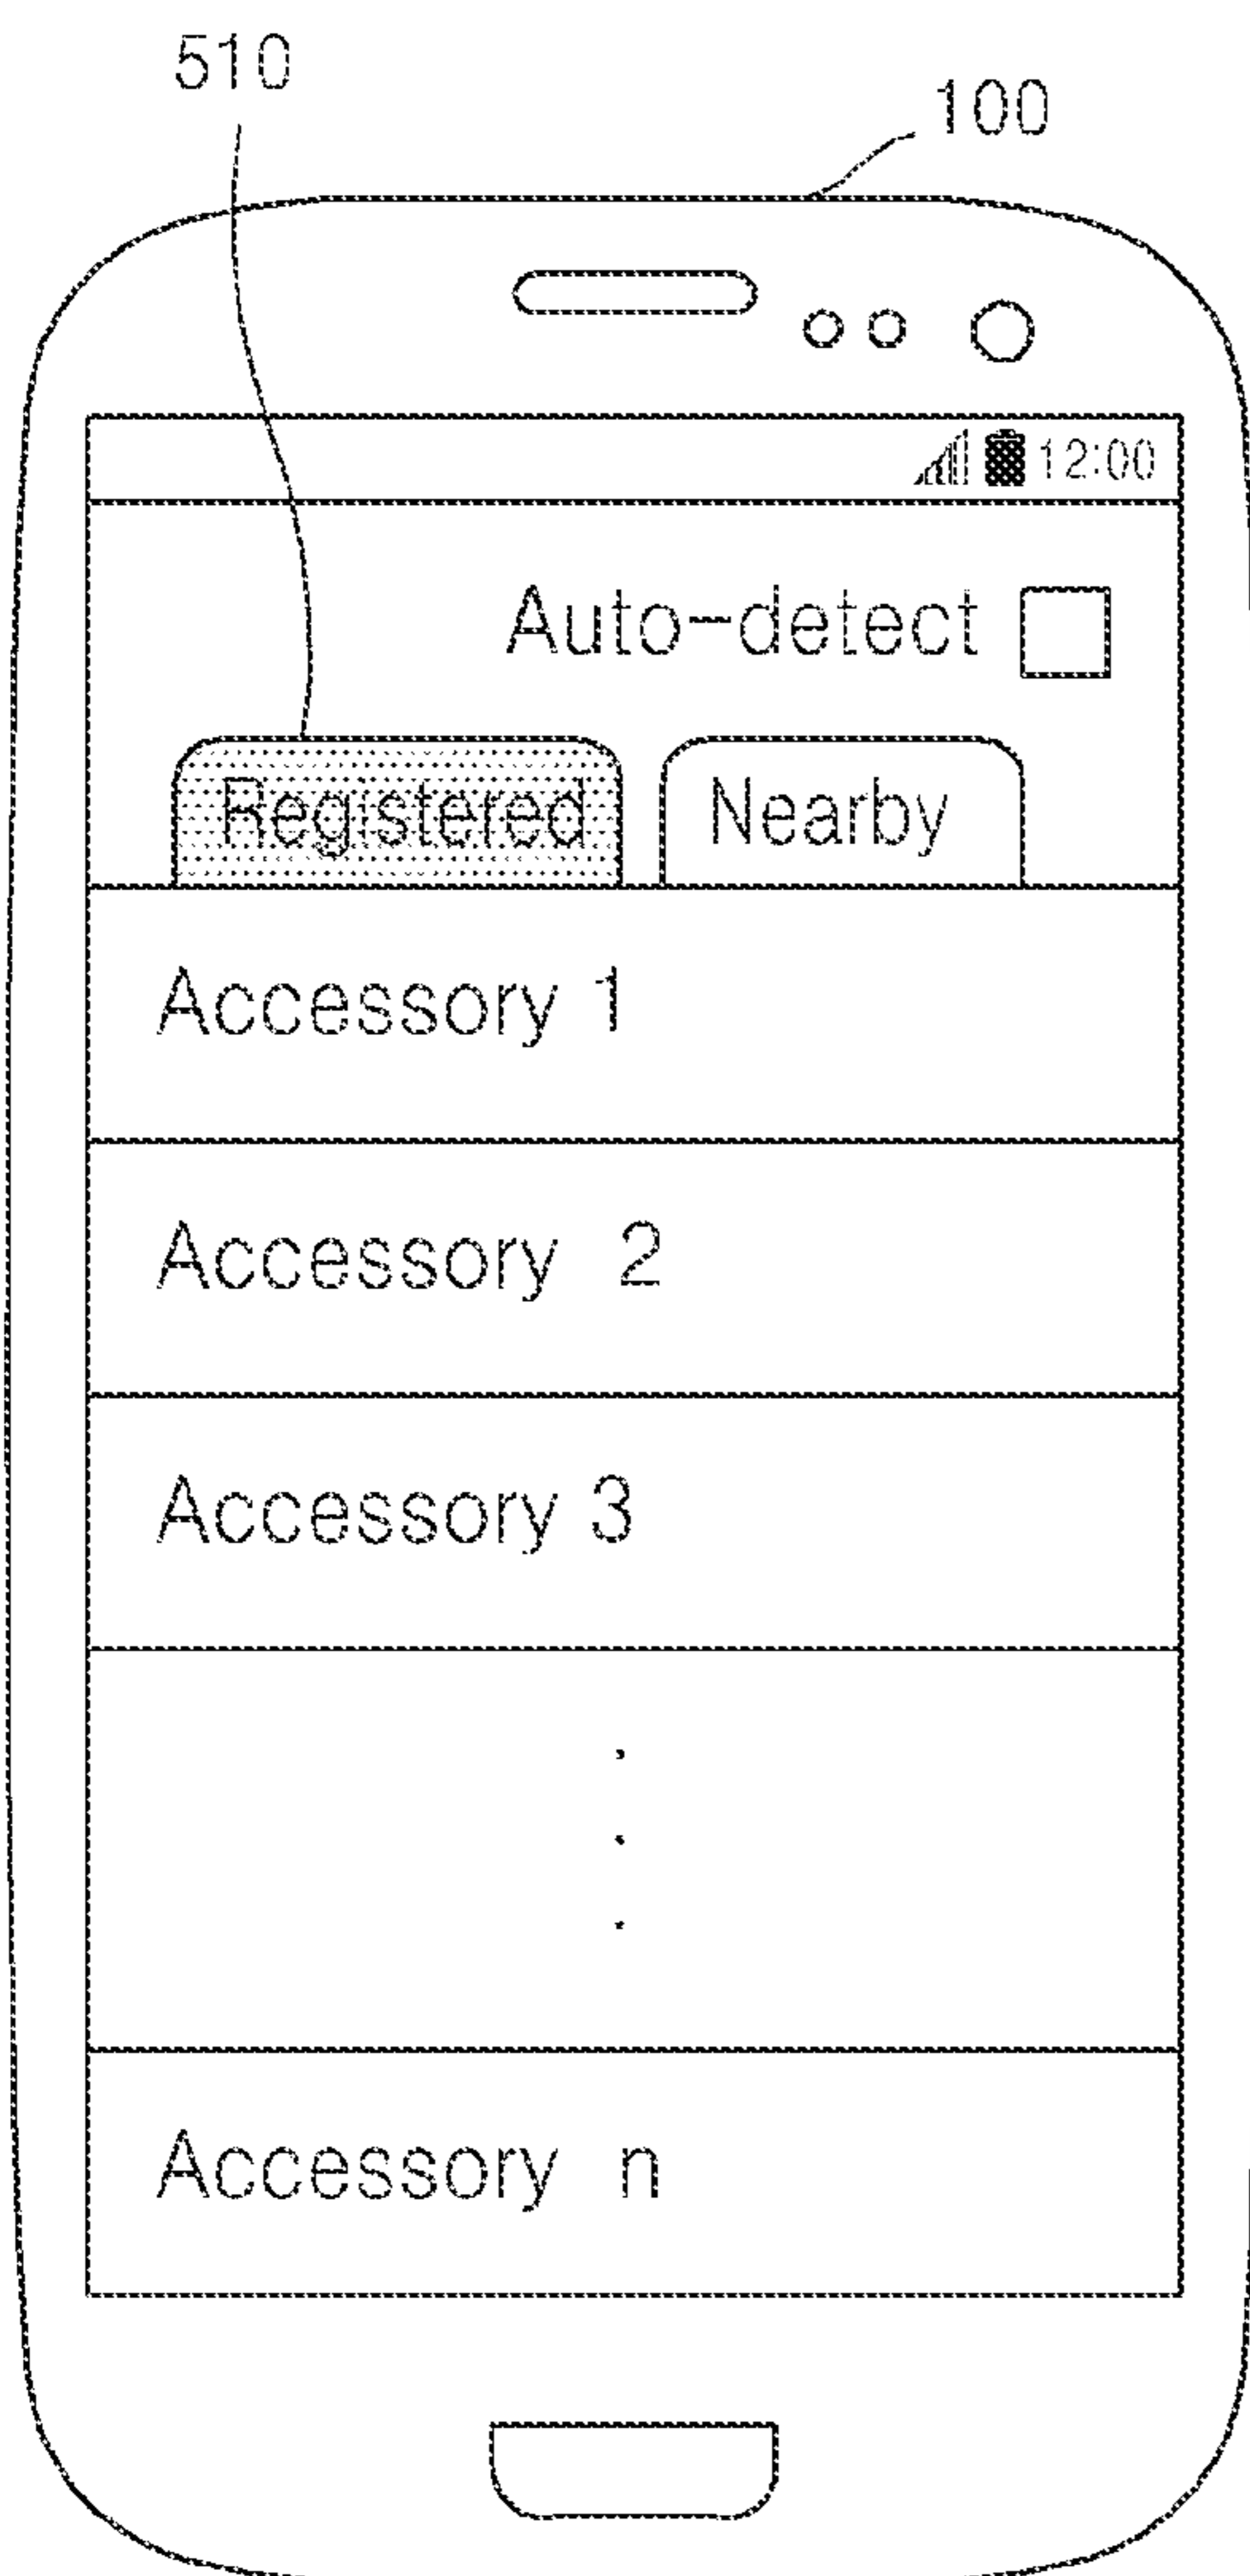 510
100
12:00
Auto-detect
Registered Nearby
Accessory 1
Accessory 2
Accessory 3
Accessory n